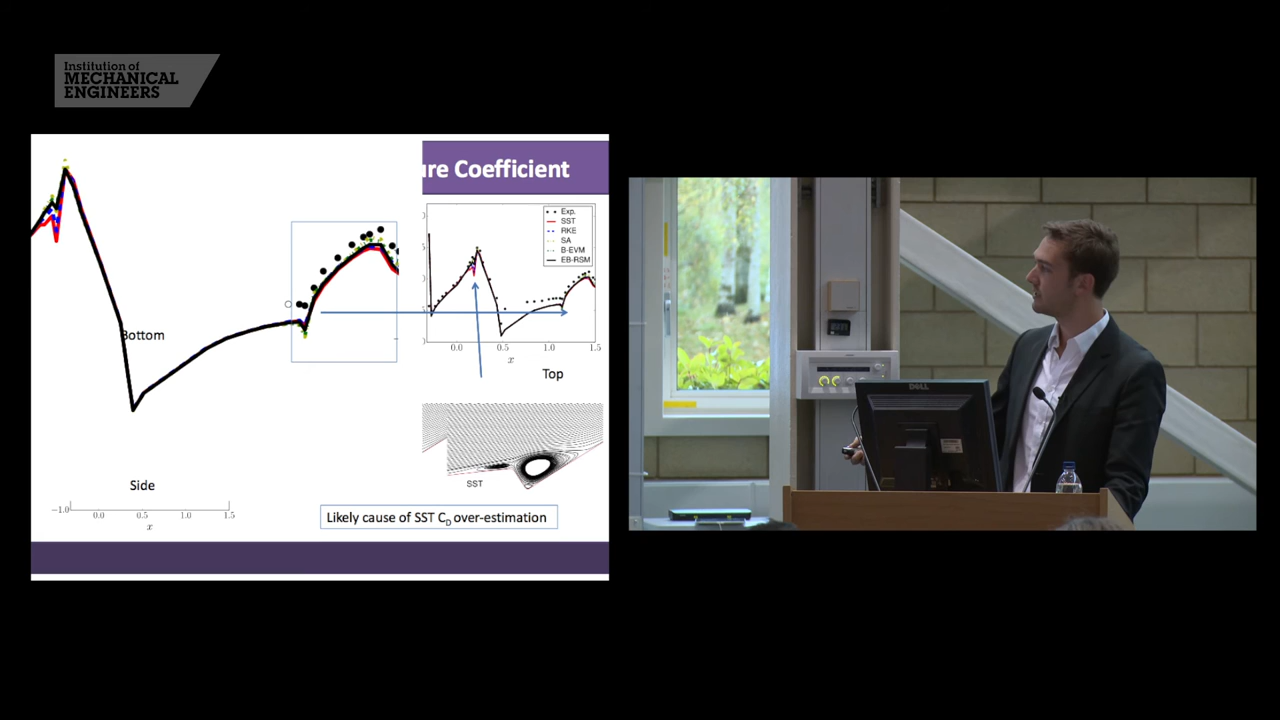 Institution of
MECHANICAL
ENGINEERS
ure Coefficient
Exp.
SST
RKE
SA
B-EVM
EB-RSM
0.0 0.5 1.0 1.5
x
Bottom
Top
SST
Side
−1.0
0.0 0.5 1.0 1.5
x
Likely cause of SST CD over-estimation
DELL